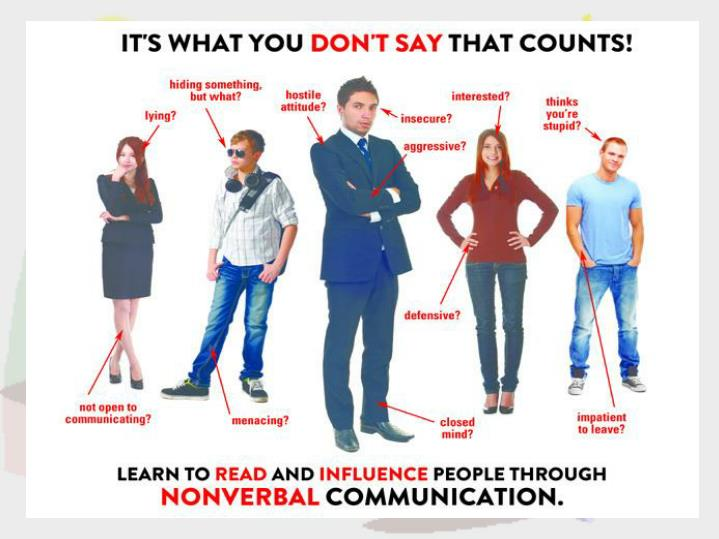 IT'S WHAT YOU DON'T SAY THAT COUNTS!
hiding something,
but what?
lying?
hostile
attitude?
insecure?
aggressive?
interested?
thinks
you're
stupid?
defensive?
not open to
communicating?
menacing?
closed
mind?
impatient
to leave?
LEARN TO READ AND INFLUENCE PEOPLE THROUGH
NONVERBAL COMMUNICATION.